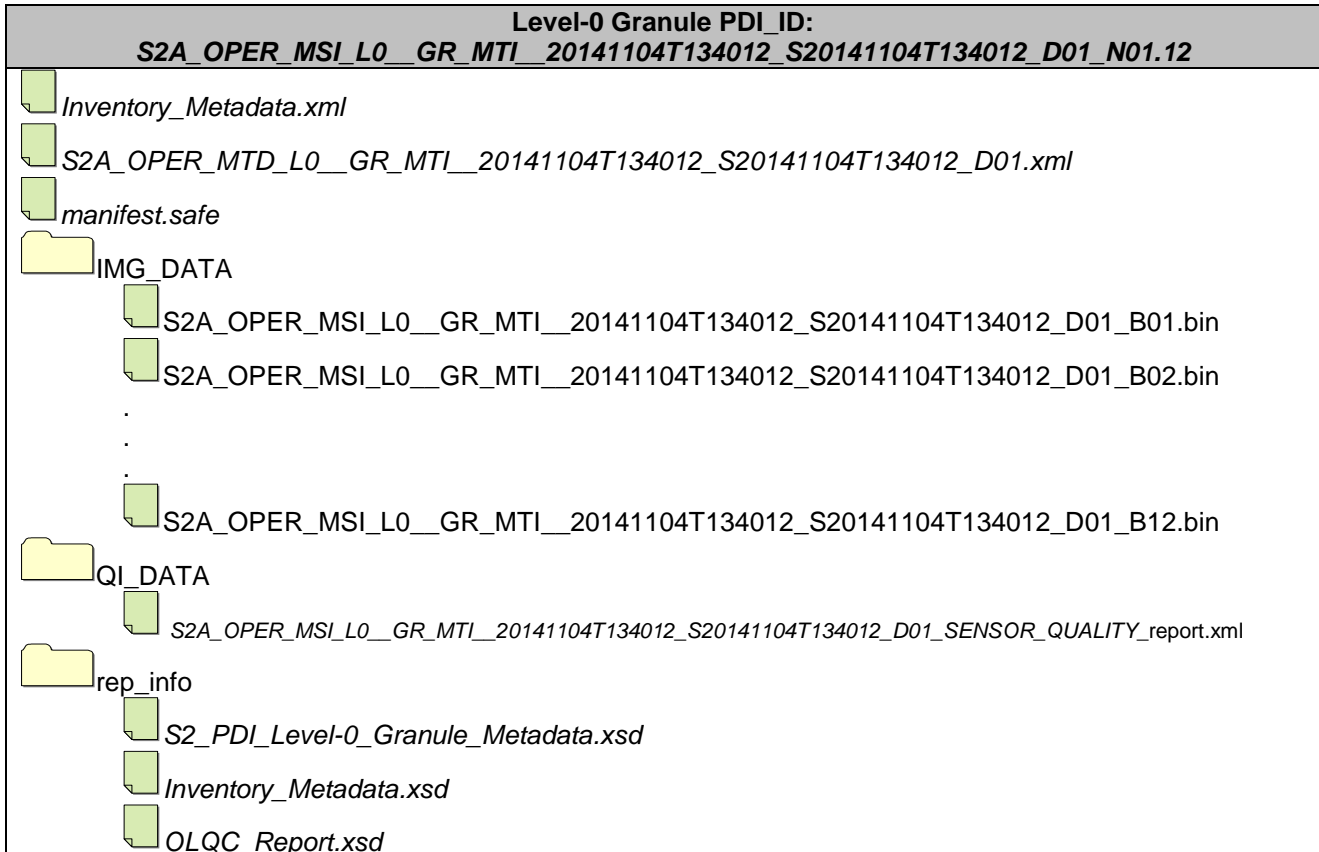 Level-0 Granule PDI_ID:
S2A_OPER_MSI_L0__GR_MTI__20141104T134012_S20141104T134012_D01_N01.12
Inventory_Metadata.xml
S2A_OPER_MTD_L0__GR_MTI__20141104T134012_S20141104T134012_D01.xml
manifest.safe
IMG_DATA
S2A_OPER_MSI_L0__GR_MTI__20141104T134012_S20141104T134012_D01_B01.bin
S2A_OPER_MSI_L0__GR_MTI__20141104T134012_S20141104T134012_D01_B02.bin
.
.
.
S2A_OPER_MSI_L0__GR_MTI__20141104T134012_S20141104T134012_D01_B12.bin
QI_DATA
S2A_OPER_MSI_L0__GR_MTI__20141104T134012_S20141104T134012_D01_SENSOR_QUALITY_report.xml
rep_info
S2_PDI_Level-0_Granule_Metadata.xsd
Inventory_Metadata.xsd
OLQC_Report.xsd